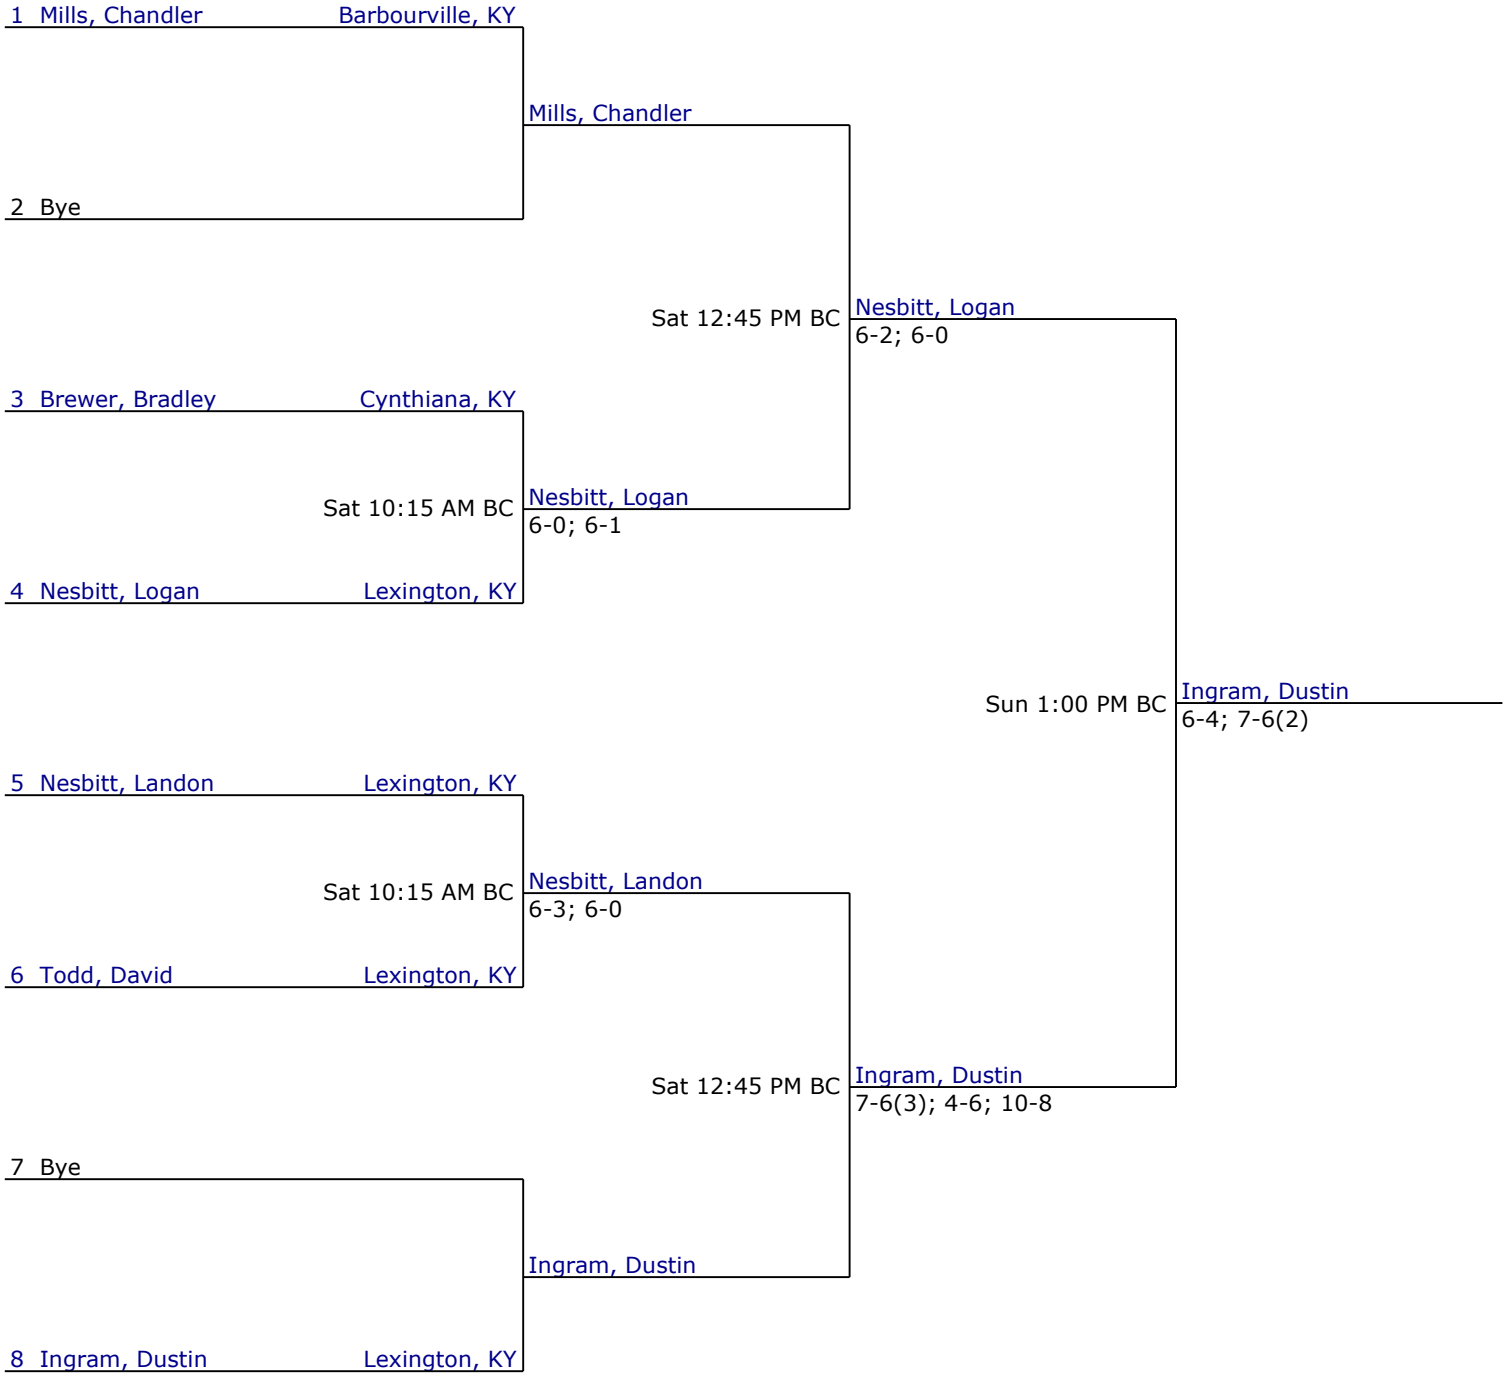 1 Mills, Chandler Barbourville, KY
Mills, Chandler
2 Bye
Sat 12:45 PM BC
Nesbitt, Logan
6-2; 6-0
3 Brewer, Bradley Cynthiana, KY
Sat 10:15 AM BC
Nesbitt, Logan
6-0; 6-1
4 Nesbitt, Logan Lexington, KY
Sun 1:00 PM BC
Ingram, Dustin
6-4; 7-6(2)
5 Nesbitt, Landon Lexington, KY
Sat 10:15 AM BC
Nesbitt, Landon
6-3; 6-0
6 Todd, David Lexington, KY
Sat 12:45 PM BC
Ingram, Dustin
7-6(3); 4-6; 10-8
7 Bye
Ingram, Dustin
8 Ingram, Dustin Lexington, KY